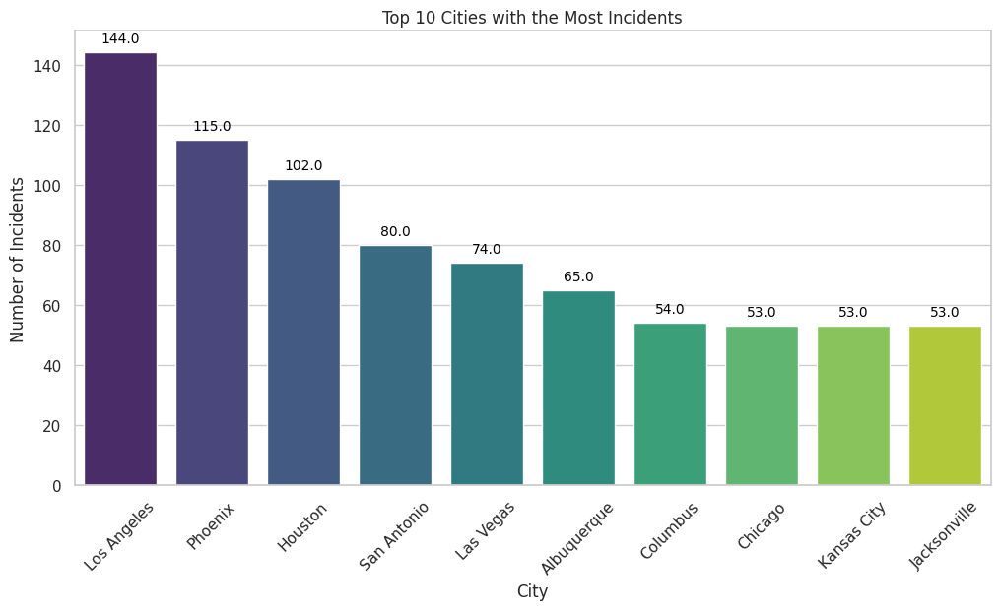 Top 10 Cities with the Most Incidents
144.0
115.0
102.0
80.0
74.0
65.0
54.0
53.0
53.0
53.0
Number of Incidents
140
120
100
80
60
40
20
0
Los Angeles
Phoenix
Houston
San Antonio
Las Vegas
Albuquerque
Columbus
Chicago
Kansas City
Jacksonville
City